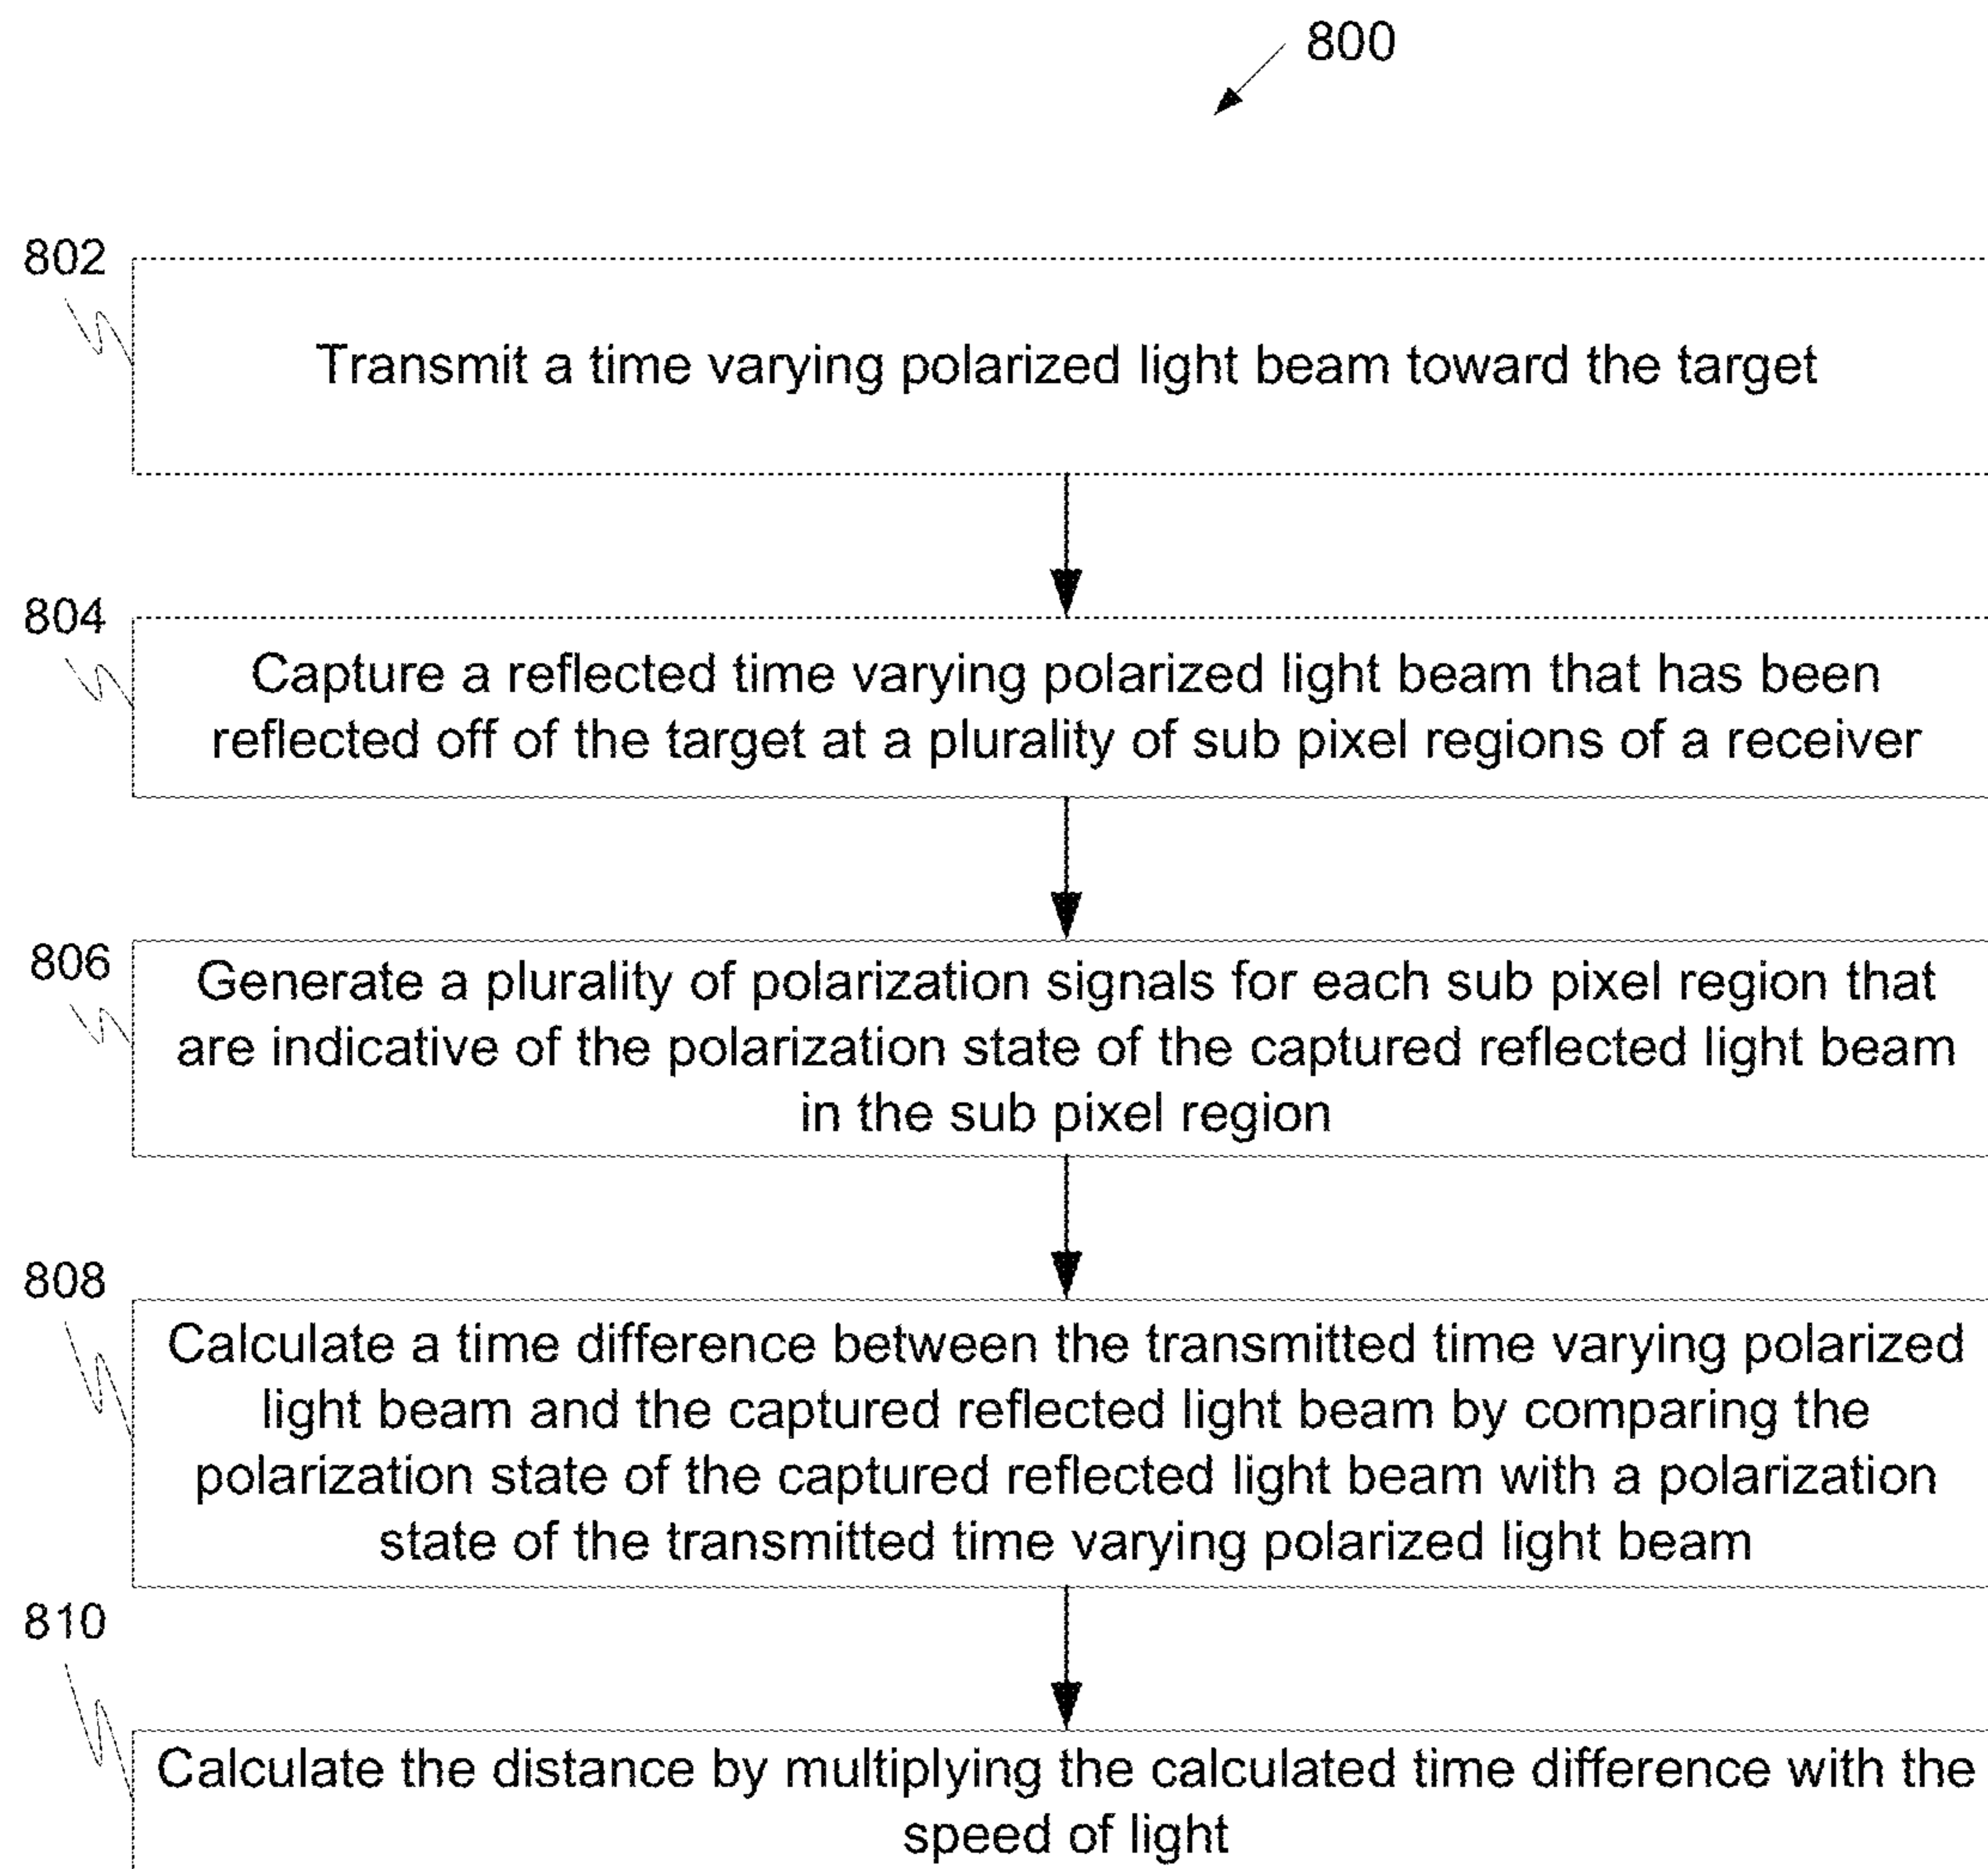 800
802
Transmit a time varying polarized light beam toward the target
804
Capture a reflected time varying polarized light beam that has been
reflected off of the target at a plurality of sub pixel regions of a receiver
806
Generate a plurality of polarization signals for each sub pixel region that
are indicative of the polarization state of the captured reflected light beam
in the sub pixel region
808
Calculate a time difference between the transmitted time varying polarized
light beam and the captured reflected light beam by comparing the
polarization state of the captured reflected light beam with a polarization
state of the transmitted time varying polarized light beam
810
Calculate the distance by multiplying the calculated time difference with the
speed of light